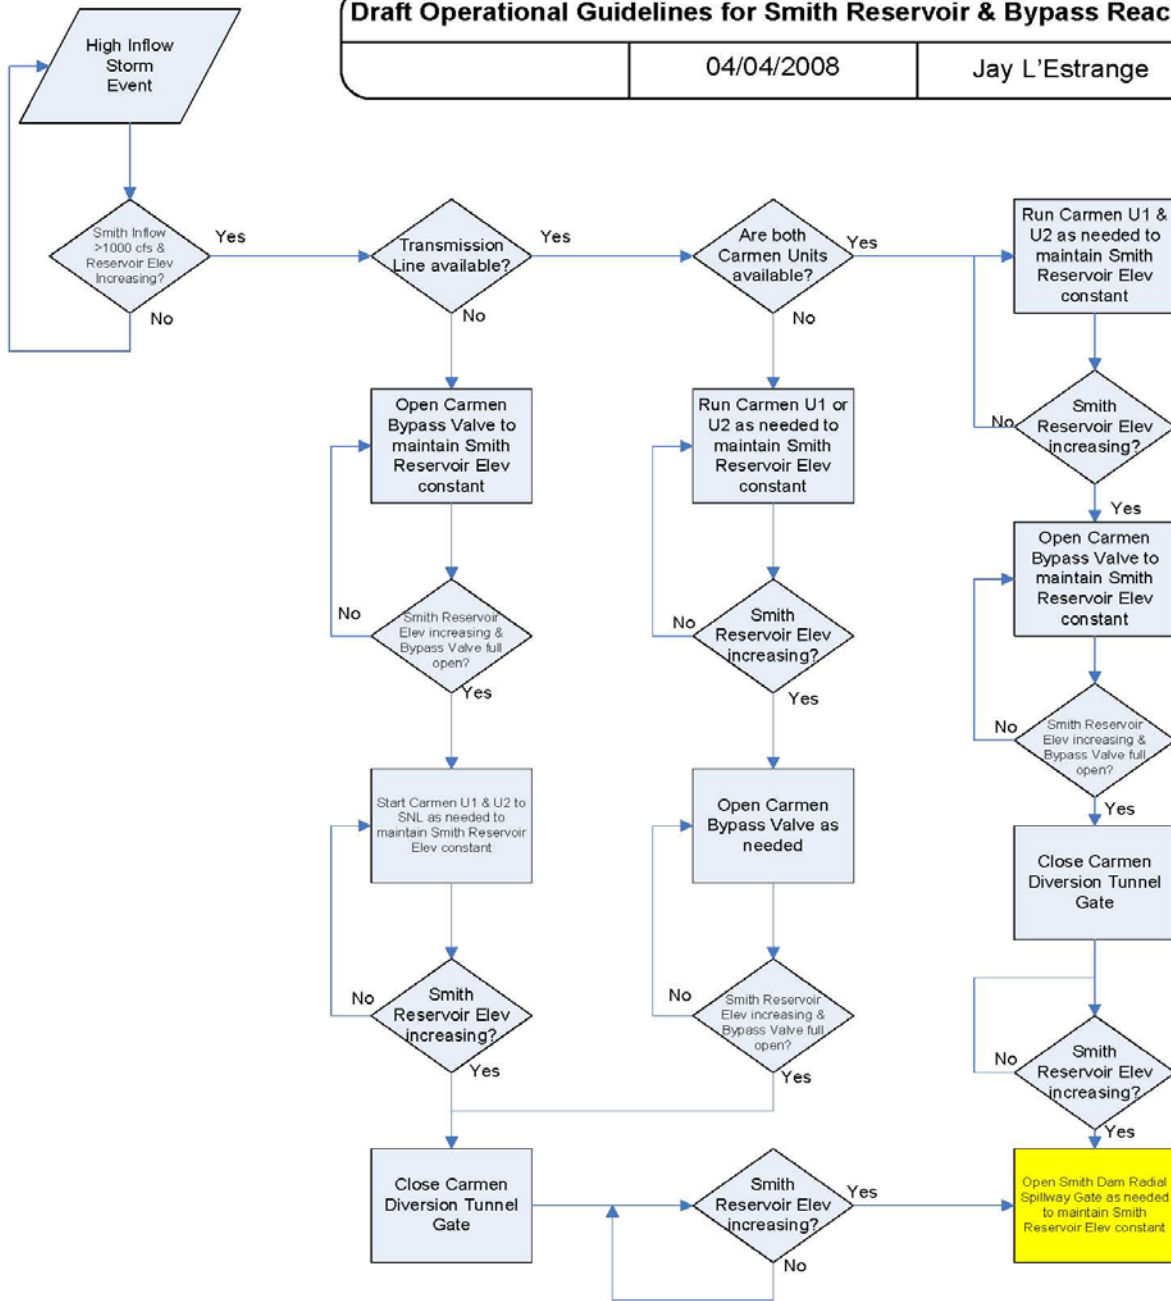 Draft Operational Guidelines for Smith Reservoir & Bypass Reac
04/04/2008
Jay L'Estrange
High Inflow
Storm
Event
Smith Inflow
>1000 cfs &
Reservoir Elev
Increasing?
Yes
No
Transmission
Line available?
Yes
No
Are both
Carmen Units
available?
Yes
No
Run Carmen U1 &
U2 as needed to
maintain Smith
Reservoir Elev
constant
Smith
Reservoir Elev
increasing?
No
Yes
Open Carmen
Bypass Valve to
maintain Smith
Reservoir Elev
constant
Smith Reservoir
Elev increasing &
Bypass Valve full
open?
No
Yes
Close Carmen
Diversion Tunnel
Gate
Smith
Reservoir Elev
increasing?
No
Yes
Open Smith Dam Radial
Spillway Gate as needed
to maintain Smith
Reservoir Elev constant
Open Carmen
Bypass Valve to
maintain Smith
Reservoir Elev
constant
No
Smith Reservoir
Elev increasing &
Bypass Valve full
open?
Yes
Start Carmen U1 & U2 to
SNL as needed to
maintain Smith Reservoir
Elev constant
No
Smith
Reservoir Elev
increasing?
Yes
Run Carmen U1 or
U2 as needed to
maintain Smith
Reservoir Elev
constant
No
Smith
Reservoir Elev
increasing?
Yes
Open Carmen
Bypass Valve as
needed
No
Smith Reservoir
Elev increasing &
Bypass Valve full
open?
Yes
Close Carmen
Diversion Tunnel
Gate
Smith
Reservoir Elev
increasing?
Yes
No